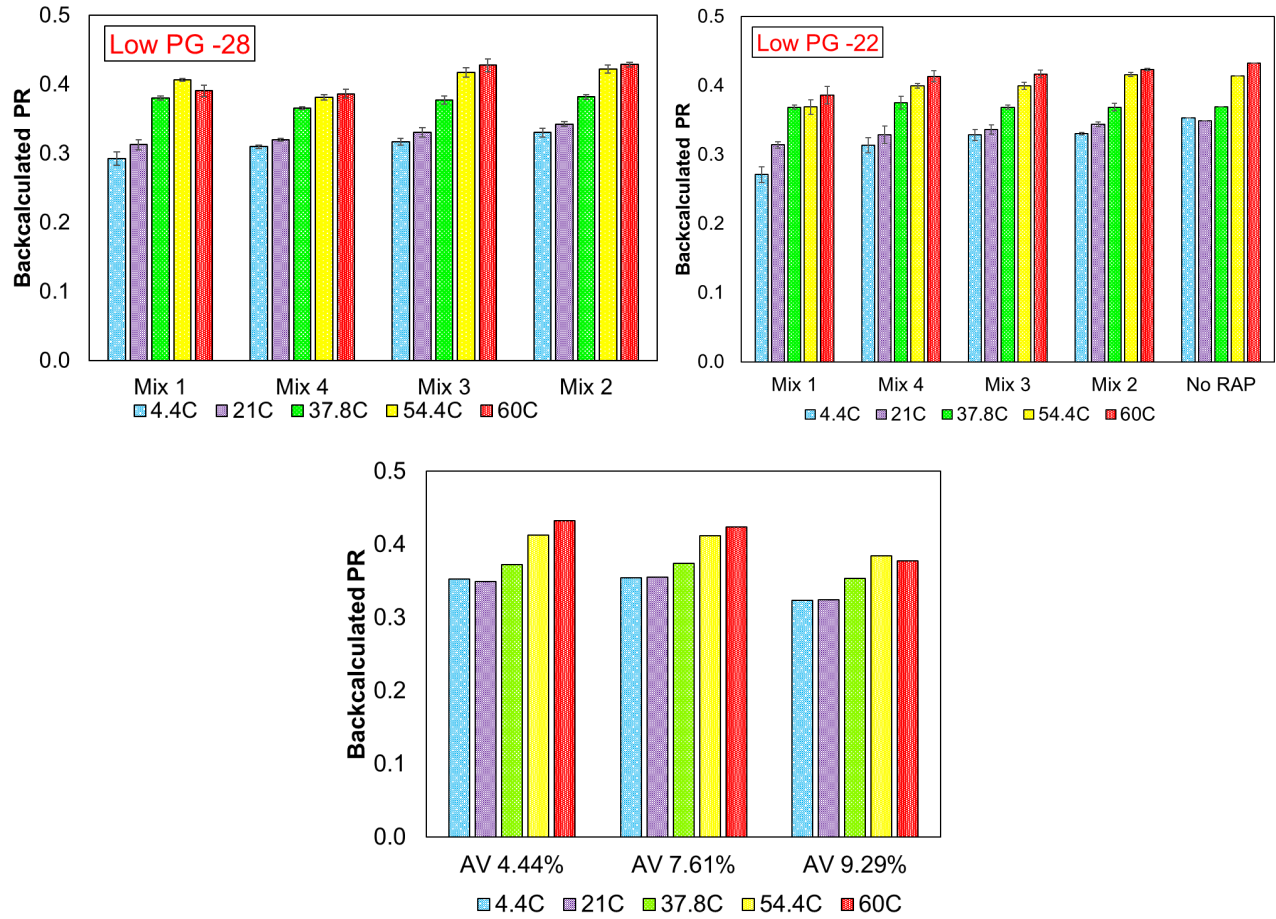 Low PG -28
Backcalculated PR
0.5
0.4
0.3
0.2
0.1
0.0
Mix 1 Mix 4 Mix 3 Mix 2
4.4C 21C 37.8C 54.4C 60C
Low PG -22
Backcalculated PR
0.5
0.4
0.3
0.2
0.1
0.0
Mix 1 Mix 4 Mix 3 Mix 2 No RAP
4.4C 21C 37.8C 54.4C 60C
Backcalculated PR
0.5
0.4
0.3
0.2
0.1
0.0
AV 4.44% AV 7.61% AV 9.29%
4.4C 21C 37.8C 54.4C 60C